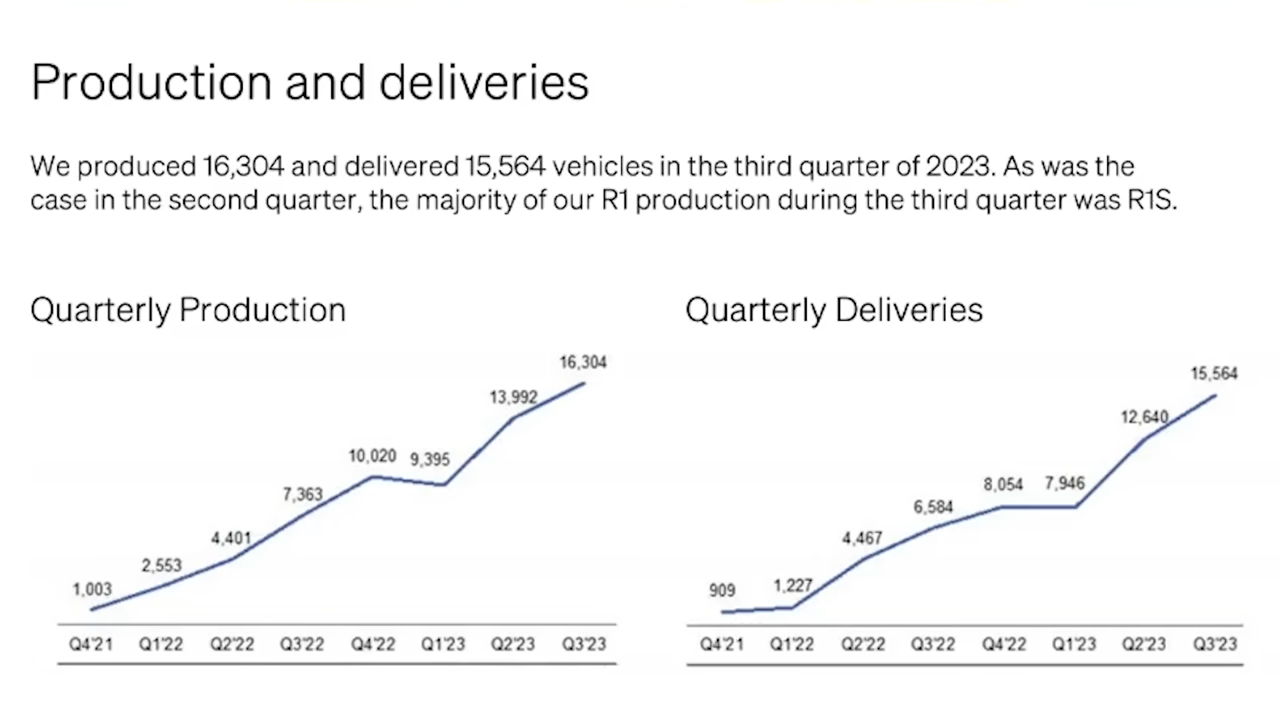 Production and deliveries
We produced 16,304 and delivered 15,564 vehicles in the third quarter of 2023. As was the
case in the second quarter, the majority of our R1 production during the third quarter was R1S.
Quarterly Production
16,304
13,992
10,020
9,395
7,363
4,401
2,553
1,003
Q4'21 Q1'22 Q2'22 Q3'22 Q4'22 Q1'23 Q2'23 Q3'23
Quarterly Deliveries
15,564
12,640
8,054
7,946
6,584
4,467
1,227
909
Q4'21 Q1'22 Q2'22 Q3'22 Q4'22 Q1'23 Q2'23 Q3'23